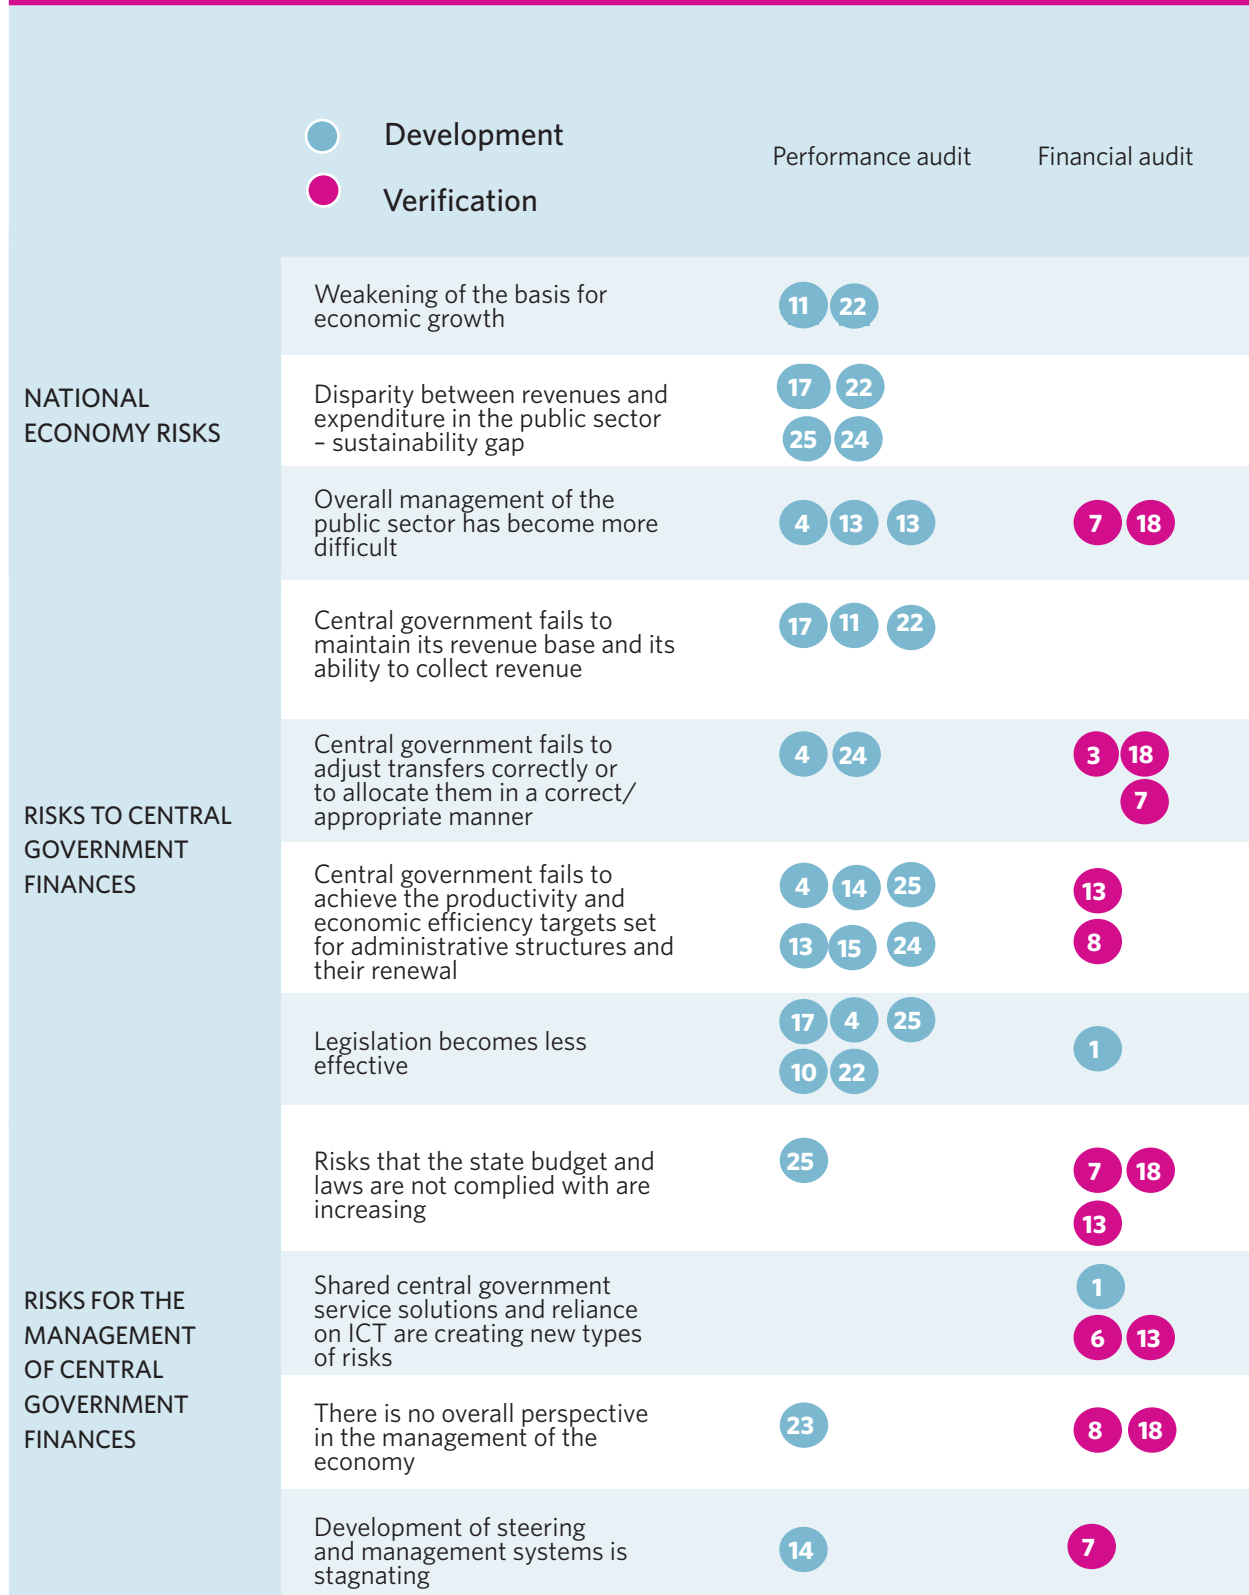 Development
Verification
Performance audit
Financial audit
NATIONAL
ECONOMY RISKS
Weakening of the basis for
economic growth
11 22
Disparity between revenues and
expenditure in the public sector
– sustainability gap
17 22
25 24
Overall management of the
public sector has become more
difficult
4 13 13
7 18
RISKS TO CENTRAL
GOVERNMENT
FINANCES
Central government fails to
maintain its revenue base and its
ability to collect revenue
17 11 22
Central government fails to
adjust transfers correctly or
to allocate them in a correct/
appropriate manner
4 24
3 18
7
Central government fails to
achieve the productivity and
economic efficiency targets set
for administrative structures and
their renewal
4 14 25
13 15 24
13
8
Legislation becomes less
effective
17 4 25
10 22
1
RISKS FOR THE
MANAGEMENT
OF CENTRAL
GOVERNMENT
FINANCES
Risks that the state budget and
laws are not complied with are
increasing
25
7 18
13
Shared central government
service solutions and reliance
on ICT are creating new types
of risks
1
6 13
There is no overall perspective
in the management of the
economy
23
8 18
Development of steering
and management systems is
stagnating
14
7